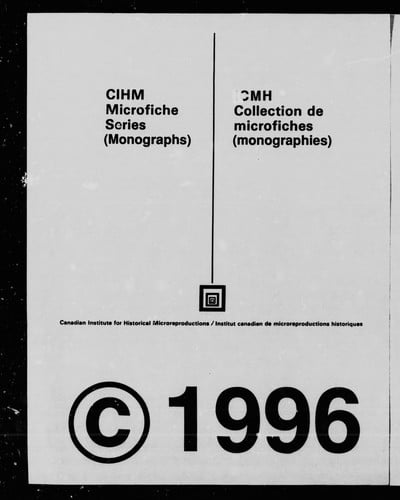 CIHM
Microfiche
Series
(Monographs)
ICMH
Collection de
microfiches
(monographies)
Canadian Institute for Historical Microreproductions / Institut canadien de microreproductions historiques
© 1996